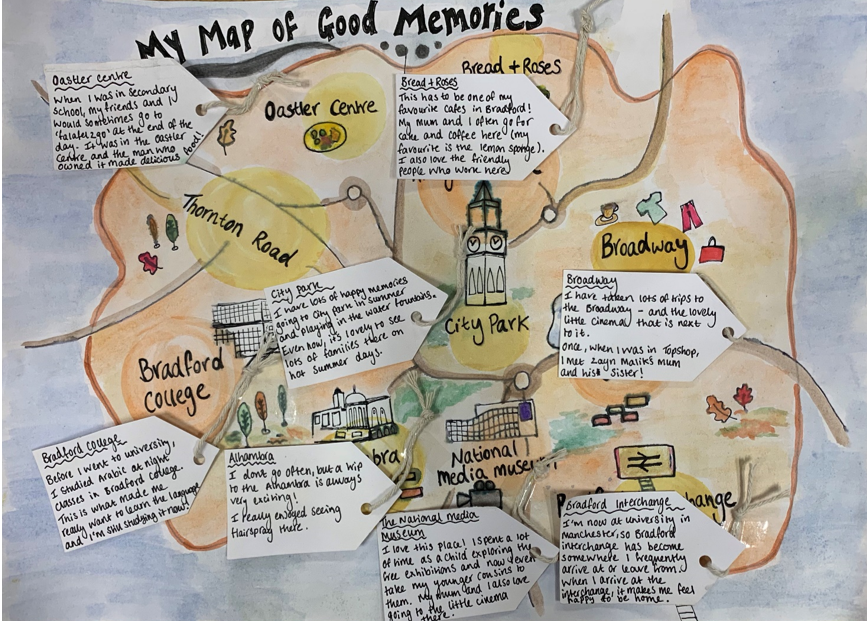 My Map of Good Memories
Oastler centre
When I was in secondary
school, my friends and I
would sometimes go to
'falafel2go' at the end of the
day. It was in the Oastler
Centre and the man who
owned it made delicious food!
Oastler Centre
Bread + Roses
Bread + Roses
This has to be one of my
favourite cafes in Bradford!
My mum and I often go for
cake and coffee here (my
favourite is the lemon sponge).
I also love the friendly
people who work here
Thornton Road
Broadway
City Park
I have lots of happy memories
going to City park in summer
and playing in the water fountains.
Even now, it's lovely to see
lots of families there on
hot summer days.
City Park
Broadway
I have taken lots of trips to
the Broadway - and the lovely
little cinema that is next
to it.
Once, when I was in Topshop,
I met Zayn Malik's mum
and his sister!
Bradford
College
Bradford College
Before I went to university,
I studied Arabic at night
classes in Bradford College.
This is what made me
really want to learn the language
and I'm still studying it now!
Alhambra
I dont go often, but a trip
to the alhambra is always
very exciting!
I really enjoyed seeing
Hairspray there.
bra
National
media museum
The National media
Museum
I love this place! I spent a lot
of time as a child exploring the
free exhibitions and now I even
take my younger cousins to
them. My mum and I also love
going to the little cinema
there.
change
Bradford Interchange
I'm now at university in
manchester, so Bradford
interchange has become
somewhere I frequently
arrive at or leave from.
When I arrive at the
interchange, it makes me feel
happy to be home.